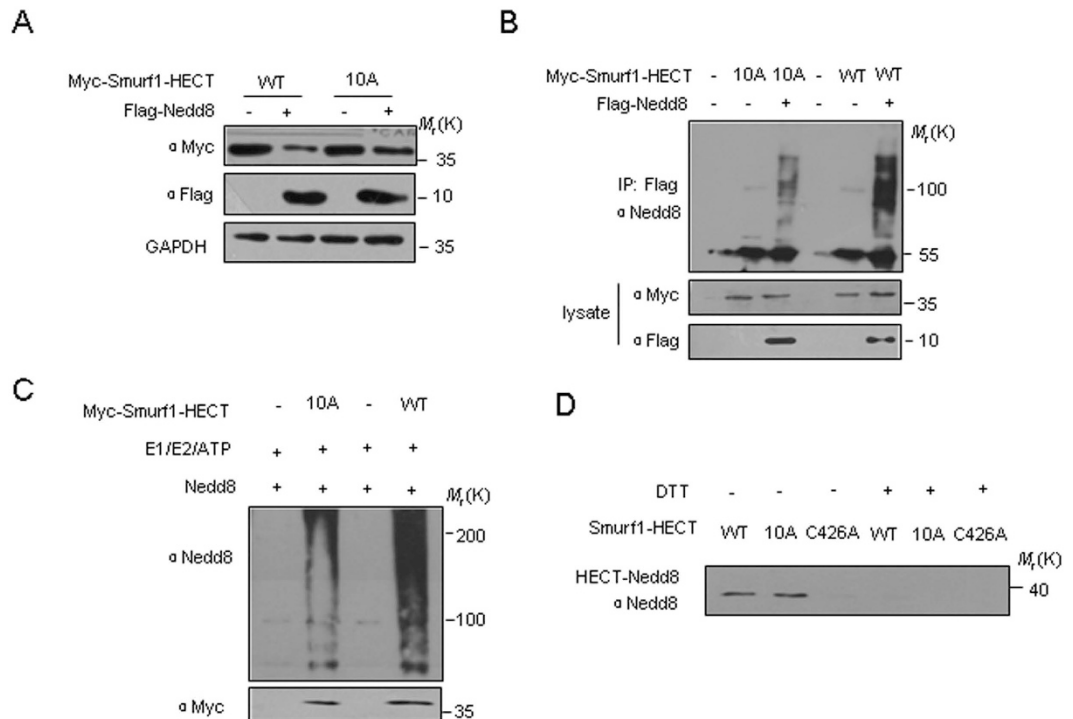 A
Myc-Smurf1-HECT WT 10A
Flag-Nedd8 - + - +
Mr(K)
α Myc - 35
α Flag - 10
GAPDH - 35
B
Myc-Smurf1-HECT - 10A 10A - WT WT
Flag-Nedd8 - - + - - +
Mr(K)
IP: Flag - 100
α Nedd8
- 55
α Myc - 35
lysate
α Flag - 10
C
Myc-Smurf1-HECT - 10A - WT
E1/E2/ATP + + + +
Nedd8 + + + +
Mr(K)
α Nedd8 - 200
- 100
α Myc - 35
D
DTT - - - + + +
Smurf1-HECT WT 10A C426A WT 10A C426A
Mr(K)
HECT-Nedd8 - 40
α Nedd8